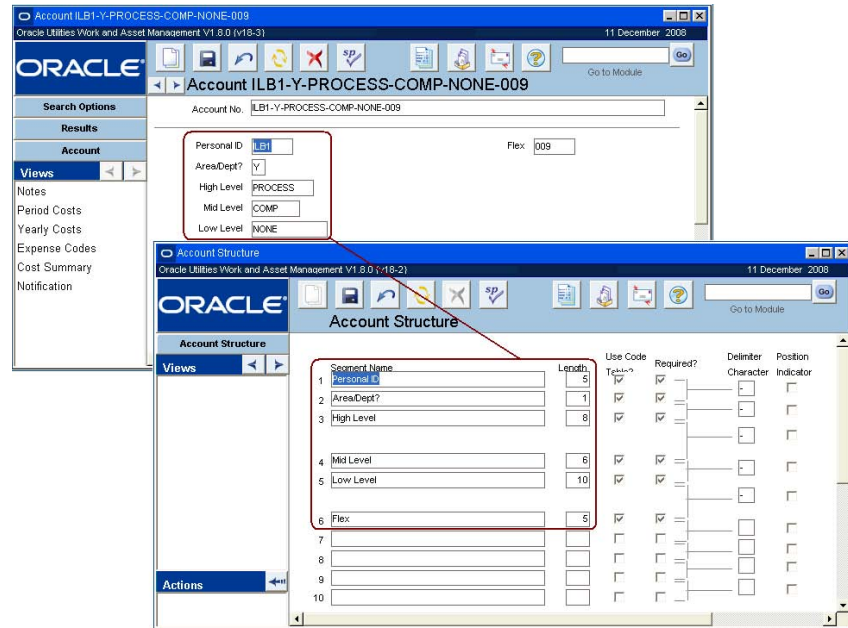 Account ILB1-Y-PROCESS-COMP-NONE-009
Oracle Utilities Work and Asset Management V1.8.0 (v18-3) 11 December 2008
ORACLE
sp
Go
Go to Module
Account ILB1-Y-PROCESS-COMP-NONE-009
Search Options
Results
Account
Views
Notes
Period Costs
Yearly Costs
Expense Codes
Cost Summary
Notification
Account No. ILB1-Y-PROCESS-COMP-NONE-009
Personal ID ILB1 Flex 009
Area/Dept? Y
High Level PROCESS
Mid Level COMP
Low Level NONE
Account Structure
Oracle Utilities Work and Asset Management V1.8.0 (v18-2) 11 December 2008
ORACLE
sp
Go
Go to Module
Account Structure
Account Structure
Views
Actions
Segment Name Length Use Code Table? Required? Delimiter Character Position Indicator
1 Personal ID 5 -
2 Area/Dept? 1 -
3 High Level 8 -
4 Mid Level 6 -
5 Low Level 10 -
6 Flex 5
7
8
9
10